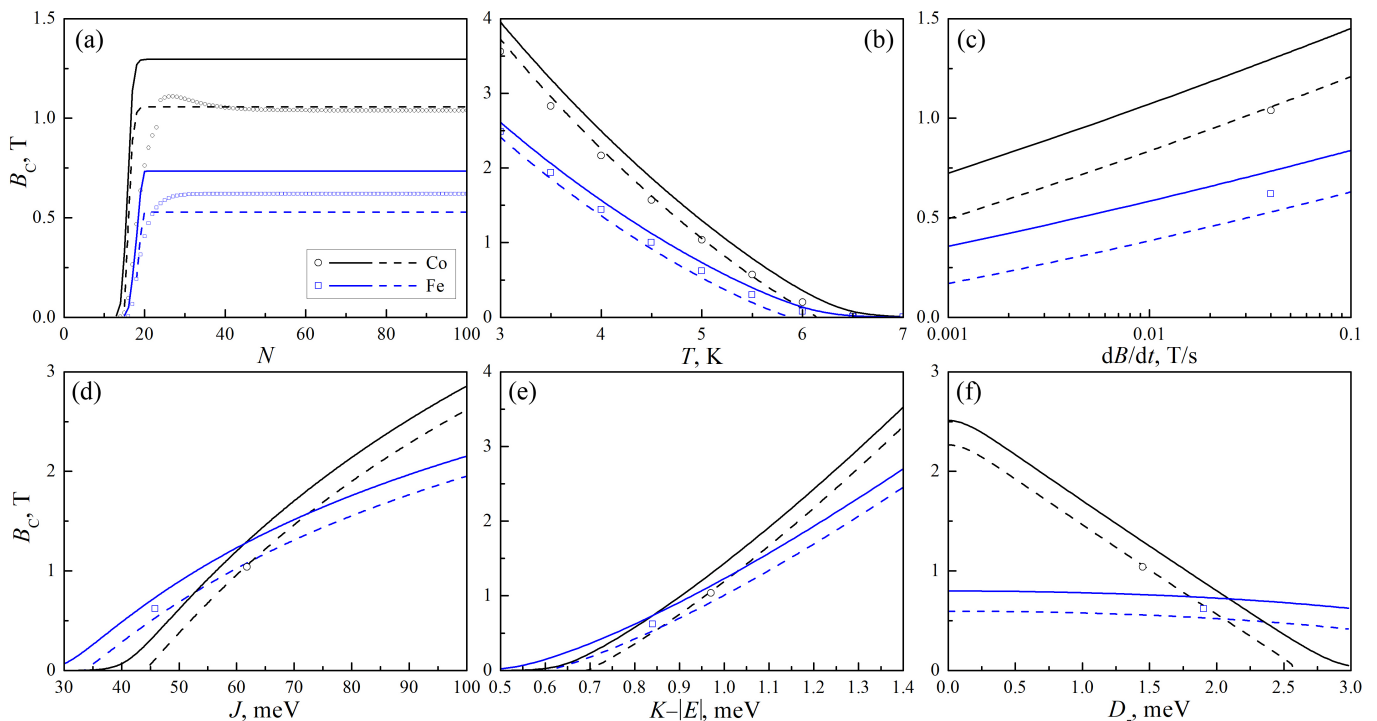 (a)
1.5
1.0
0.5
0.0
B_C, T
0 20 40 60 80 100
N
Co
Fe
(b)
4
3
2
1
0
3 4 5 6 7
T, K
(c)
1.5
1.0
0.5
0.0
0.001 0.01 0.1
dB/dt, T/s
(d)
3
2
1
0
B_C, T
30 40 50 60 70 80 90 100
J, meV
(e)
4
3
2
1
0
0.5 0.6 0.7 0.8 0.9 1.0 1.1 1.2 1.3 1.4
K–|E|, meV
(f)
3
2
1
0
0.0 0.5 1.0 1.5 2.0 2.5 3.0
D , meV